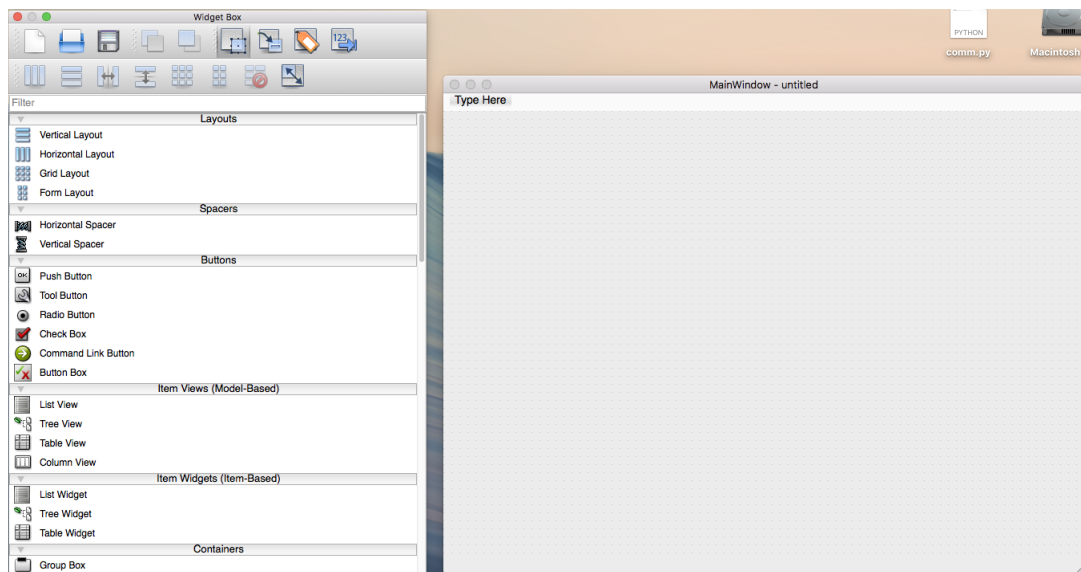 Widget Box
123
Filter
Layouts
Vertical Layout
Horizontal Layout
Grid Layout
Form Layout
Spacers
Horizontal Spacer
Vertical Spacer
Buttons
OK
Push Button
Tool Button
Radio Button
Check Box
Command Link Button
Button Box
Item Views (Model-Based)
List View
Tree View
Table View
Column View
Item Widgets (Item-Based)
List Widget
Tree Widget
Table Widget
Containers
Group Box
PYTHON
comm.py
Macintosh
MainWindow - untitled
Type Here